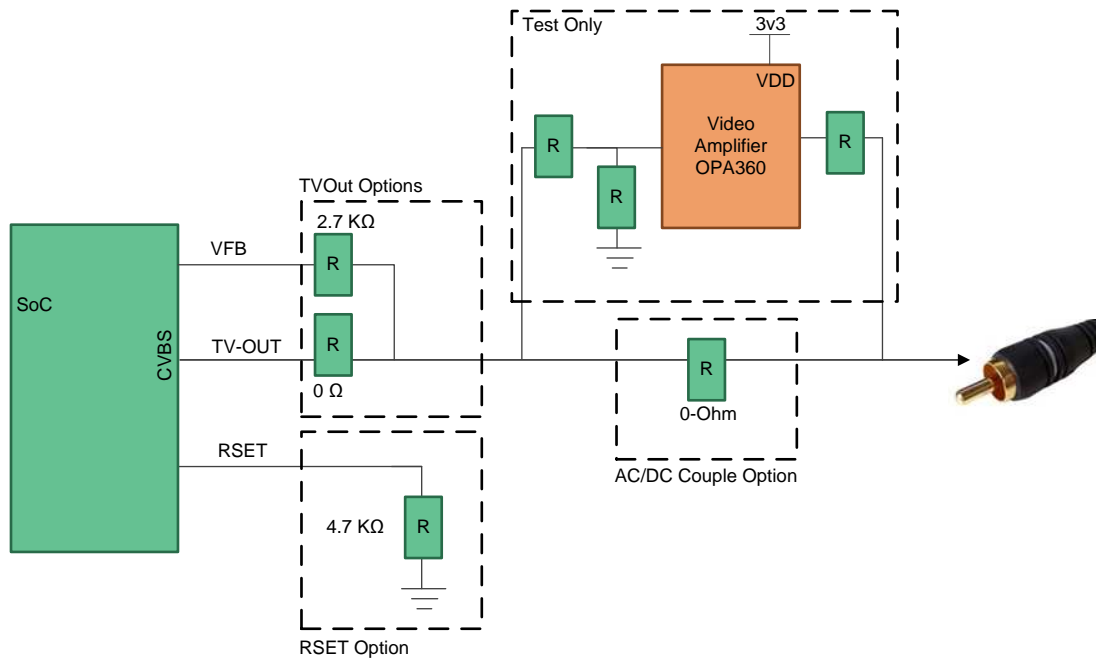 Test Only
3v3
VDD
Video
Amplifier
OPA360
R
R
R
TVOut Options
2.7 KΩ
VFB
R
SoC
CVBS
TV-OUT
R
0 Ω
R
0-Ohm
AC/DC Couple Option
RSET
4.7 KΩ
R
RSET Option